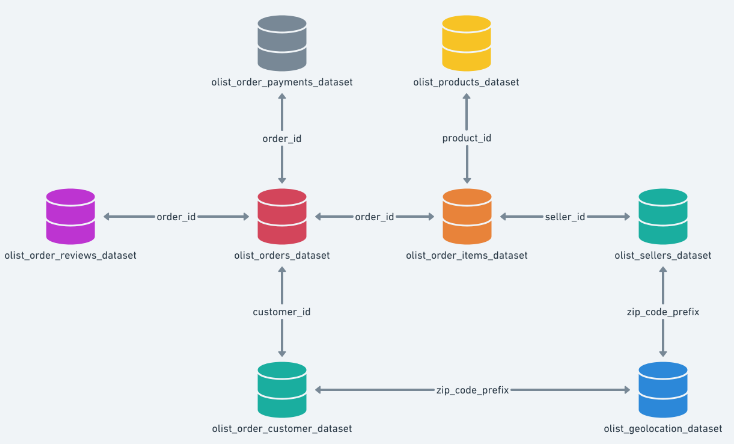 olist_order_payments_dataset
olist_products_dataset
order_id
product_id
order_id
order_id
seller_id
olist_order_reviews_dataset
olist_orders_dataset
olist_order_items_dataset
olist_sellers_dataset
customer_id
zip_code_prefix
zip_code_prefix
olist_order_customer_dataset
olist_geolocation_dataset